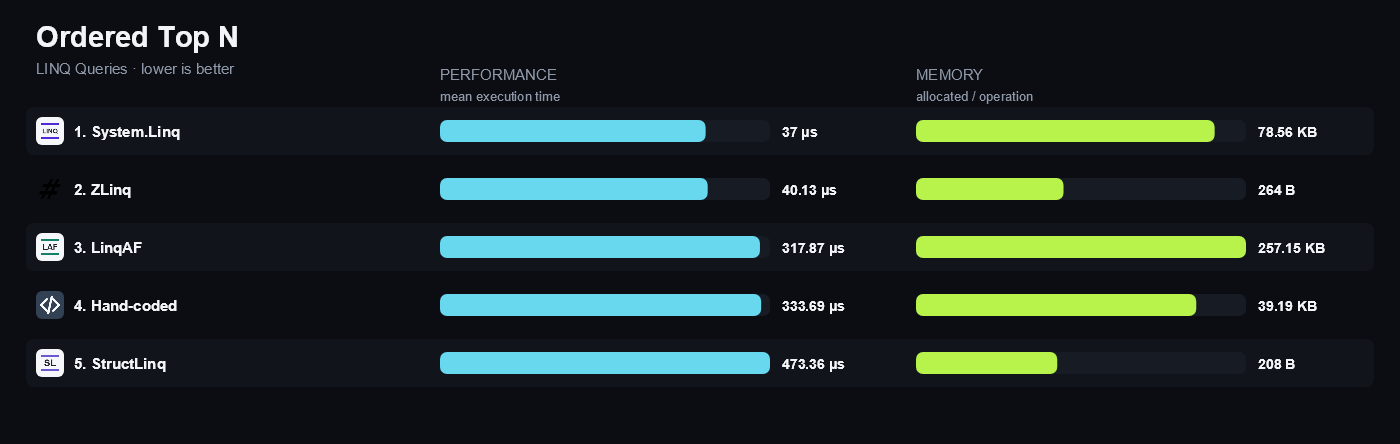 Ordered Top N
LINQ Queries · lower is better
PERFORMANCE
mean execution time
MEMORY
allocated / operation
LINQ 1. System.Linq 37 μs 78.56 KB
# 2. ZLinq 40.13 μs 264 B
LAF 3. LinqAF 317.87 μs 257.15 KB
</> 4. Hand-coded 333.69 μs 39.19 KB
SL 5. StructLinq 473.36 μs 208 B